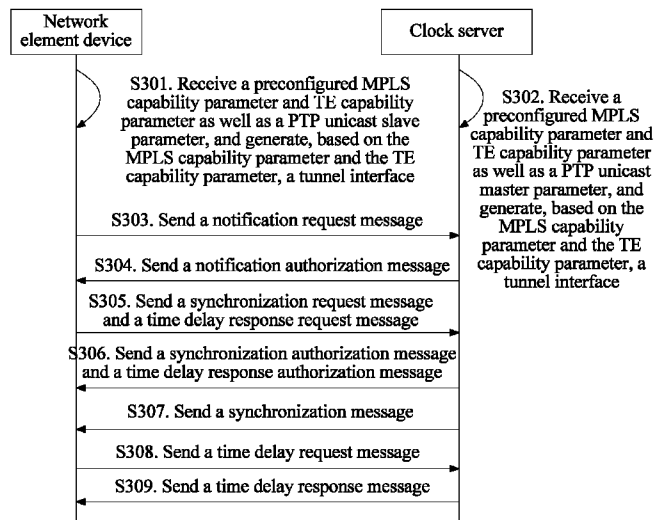 Network
element device
Clock server
S301. Receive a preconfigured MPLS
capability parameter and TE capability
parameter as well as a PTP unicast slave
parameter, and generate, based on the
MPLS capability parameter and the TE
capability parameter, a tunnel interface
S302. Receive a
preconfigured MPLS
capability parameter and
TE capability parameter
as well as a PTP unicast
master parameter, and
generate, based on the
MPLS capability
parameter and the TE
capability parameter, a
tunnel interface
S303. Send a notification request message
S304. Send a notification authorization message
S305. Send a synchronization request message
and a time delay response request message
S306. Send a synchronization authorization message
and a time delay response authorization message
S307. Send a synchronization message
S308. Send a time delay request message
S309. Send a time delay response message